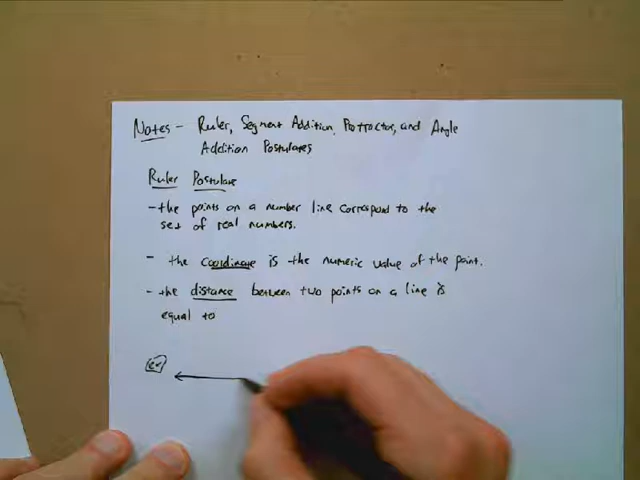 Notes - Ruler, Segment Addition, Protractor, and Angle
Addition Postulates
Ruler Postulate
- the points on a number line correspond to the
set of real numbers.
- the coordinate is the numeric value of the point.
- the distance between two points on a line is
equal to
ex